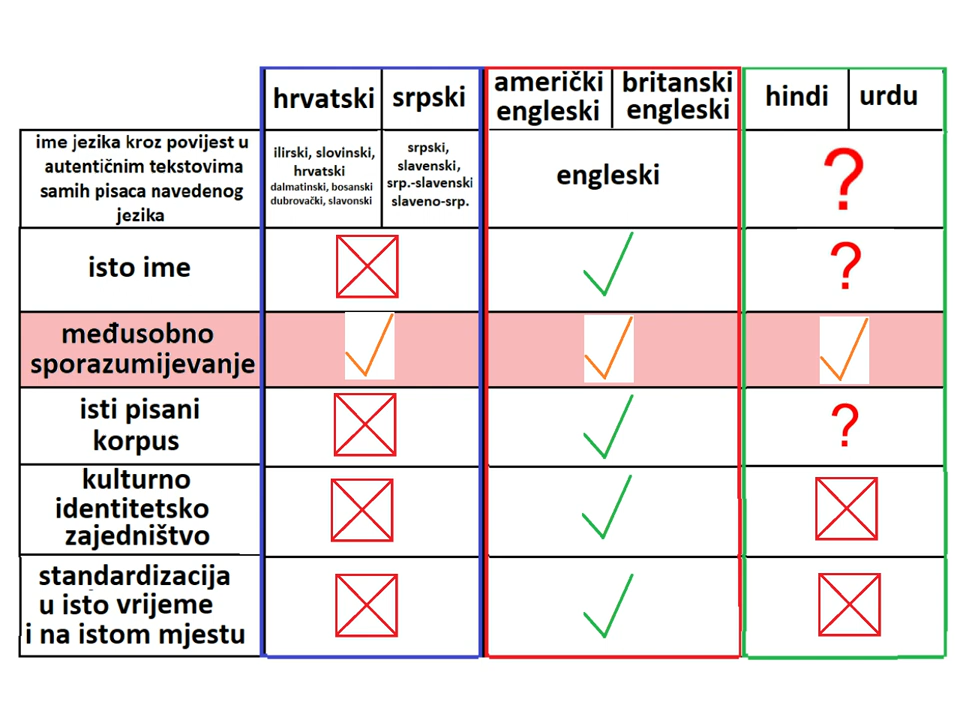 hrvatski
srpski
američki
engleski
britanski
engleski
hindi
urdu
ime jezika kroz povijest u
autentičnim tekstovima
samih pisaca navedenog
jezika
ilirski, slovinski,
hrvatski
dalmatinski, bosanski
dubrovački, slavonski
srpski,
slavenski,
srp.-slavenski
slaveno-srp.
engleski
?
isto ime
?
međusobno
sporazumijevanje
isti pisani
korpus
?
kulturno
identitetsko
zajedništvo
standardizacija
u isto vrijeme
i na istom mjestu